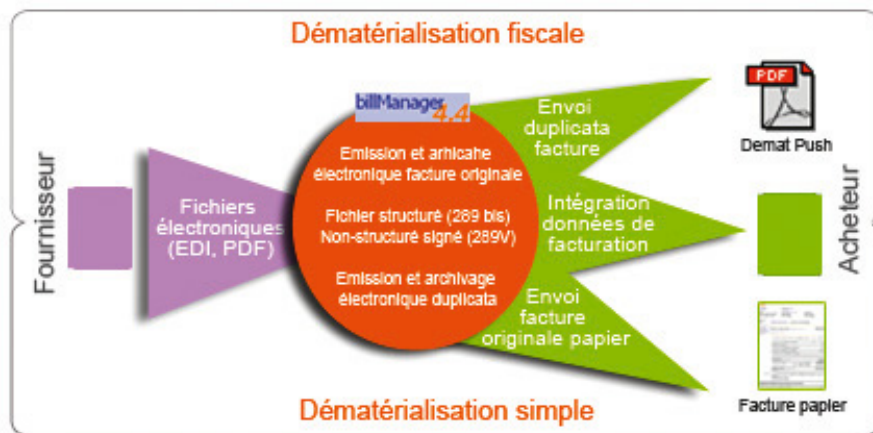 Dématérialisation fiscale
billManager
4.4
PDF
Demat Push
Envoi
duplicata
facture
Emission et arhicahe
électronique facture originale
Fichier structuré (289 bis)
Non-structuré signé (289V)
Emission et archivage
électronique duplicata
Fournisseur
Fichiers
électroniques
(EDI, PDF)
Intégration
données de
facturation
Acheteur
Envoi
facture
originale papier
Facture papier
Dématérialisation simple